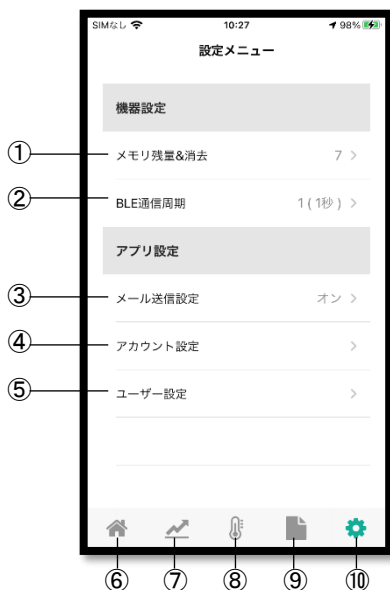 SIMなし 10:27 98%
設定メニュー
機器設定
① メモリ残量&消去 7 >
② BLE通信周期 1 ( 1秒 ) >
アプリ設定
③ メール送信設定 オン >
④ アカウント設定 >
⑤ ユーザー設定 >
⑥ ⑦ ⑧ ⑨ ⑩